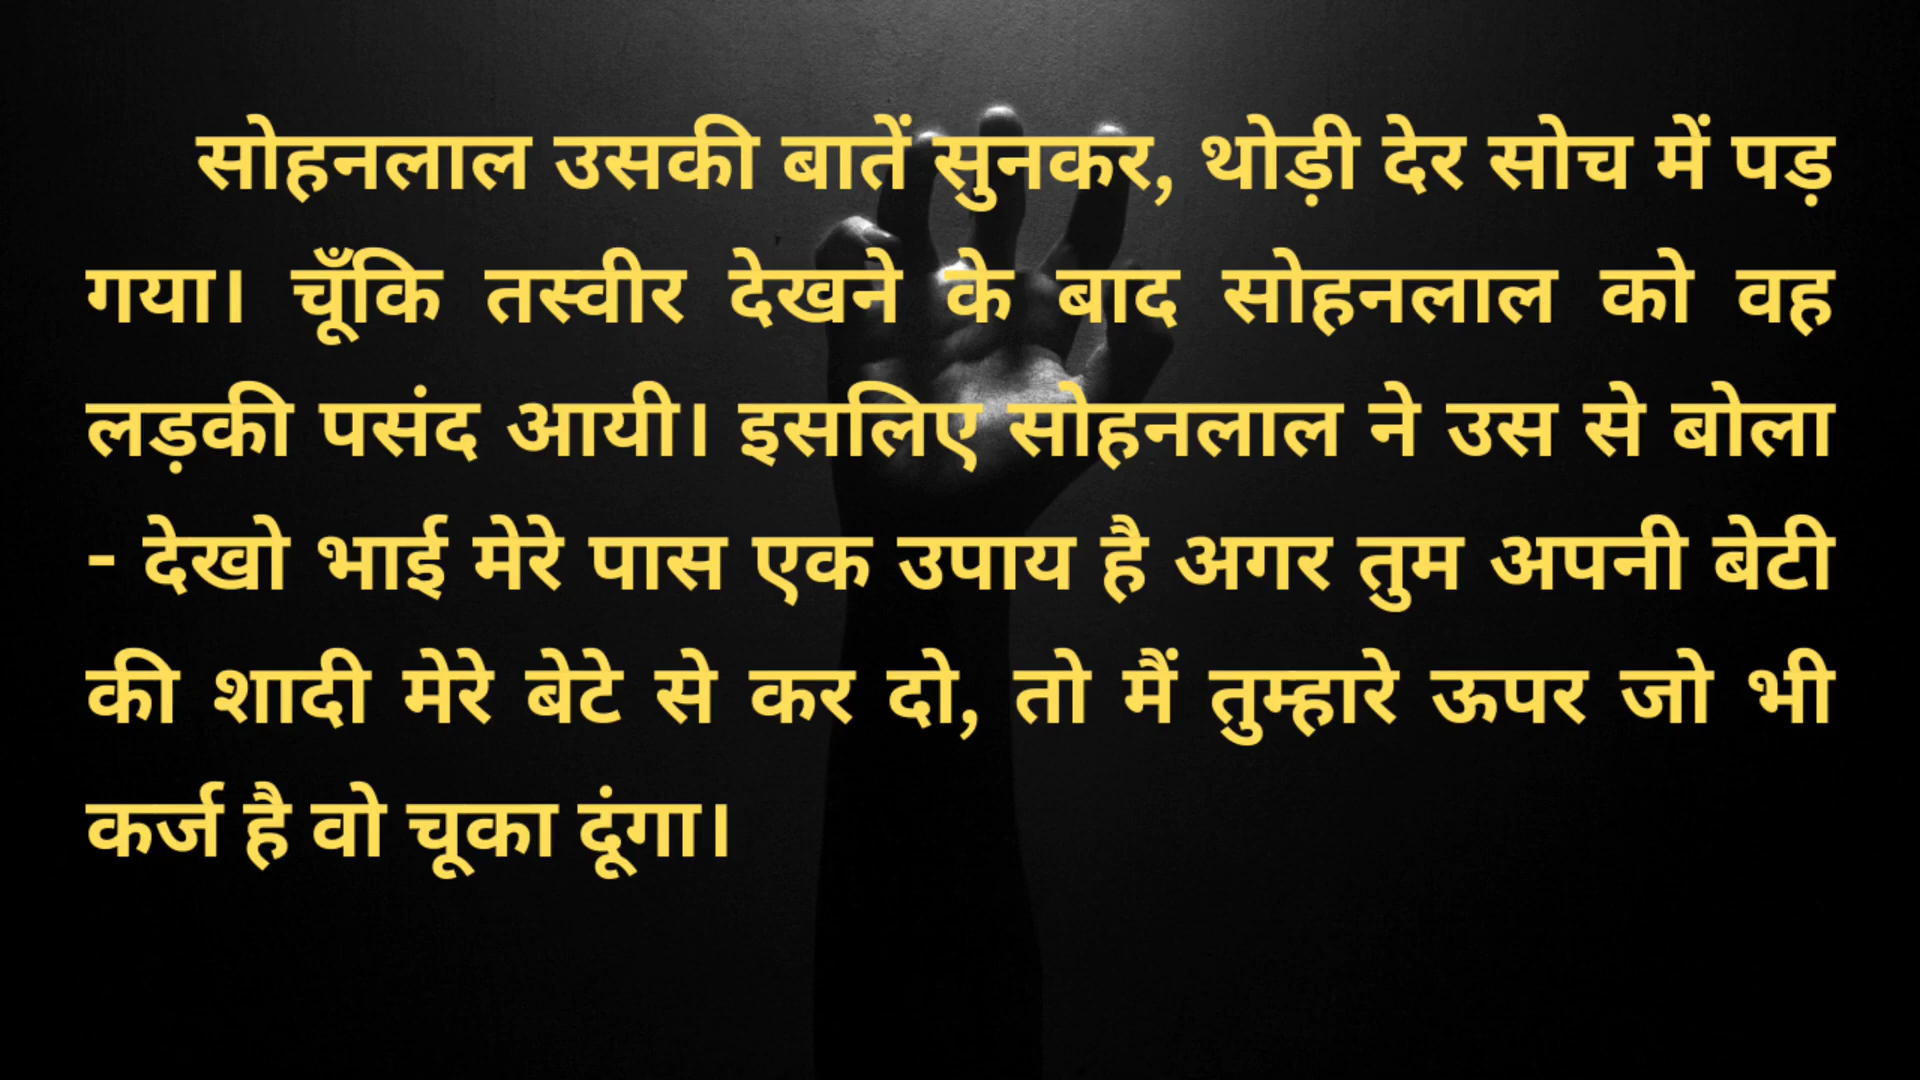 सोहनलाल उसकी बातें सुनकर, थोड़ी देर सोच में पड़
गया। चूँकि तस्वीर देखने के बाद सोहनलाल को वह
लड़की पसंद आयी। इसलिए सोहनलाल ने उस से बोला
- देखो भाई मेरे पास एक उपाय है अगर तुम अपनी बेटी
की शादी मेरे बेटे से कर दो, तो मैं तुम्हारे ऊपर जो भी
कर्ज है वो चूका दूंगा।